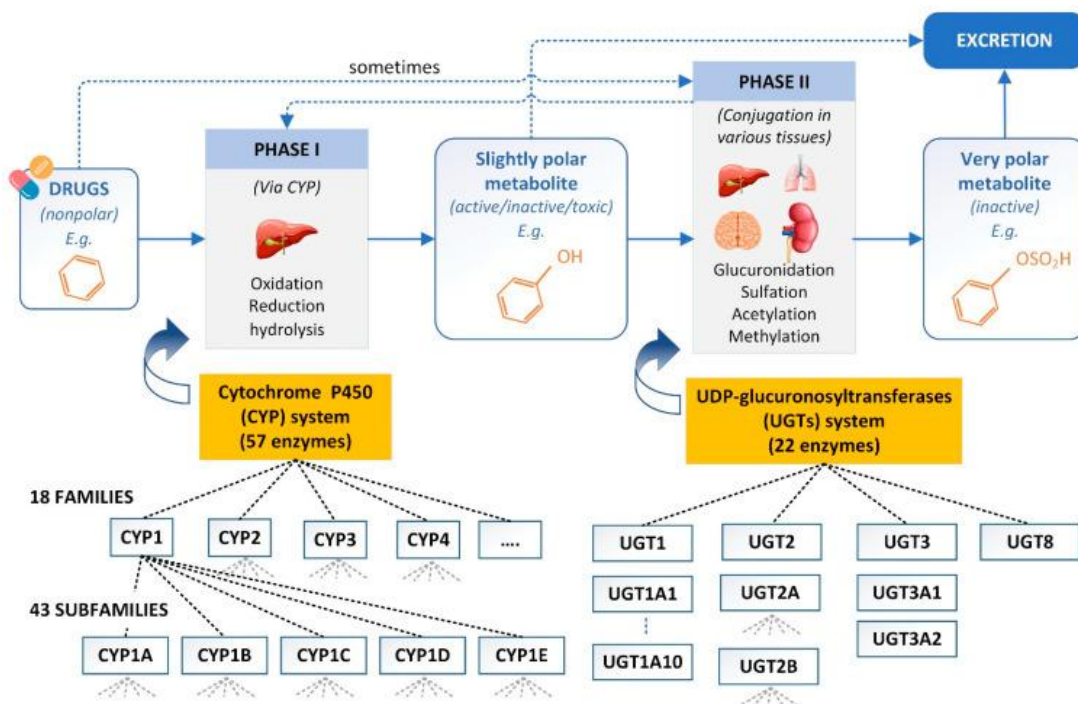 EXCRETION
sometimes
PHASE II
(Conjugation in
various tissues)
Glucuronidation
Sulfation
Acetylation
Methylation
PHASE I
(Via CYP)
Oxidation
Reduction
hydrolysis
DRUGS
(nonpolar)
E.g.
Slightly polar
metabolite
(active/inactive/toxic)
E.g.
OH
Very polar
metabolite
(inactive)
E.g.
OSO₂H
Cytochrome P450
(CYP) system
(57 enzymes)
UDP-glucuronosyltransferases
(UGTs) system
(22 enzymes)
18 FAMILIES
CYP1
CYP2
CYP3
CYP4
....
43 SUBFAMILIES
CYP1A
CYP1B
CYP1C
CYP1D
CYP1E
UGT1
UGT2
UGT3
UGT8
UGT1A1
UGT2A
UGT3A1
UGT1A10
UGT2B
UGT3A2